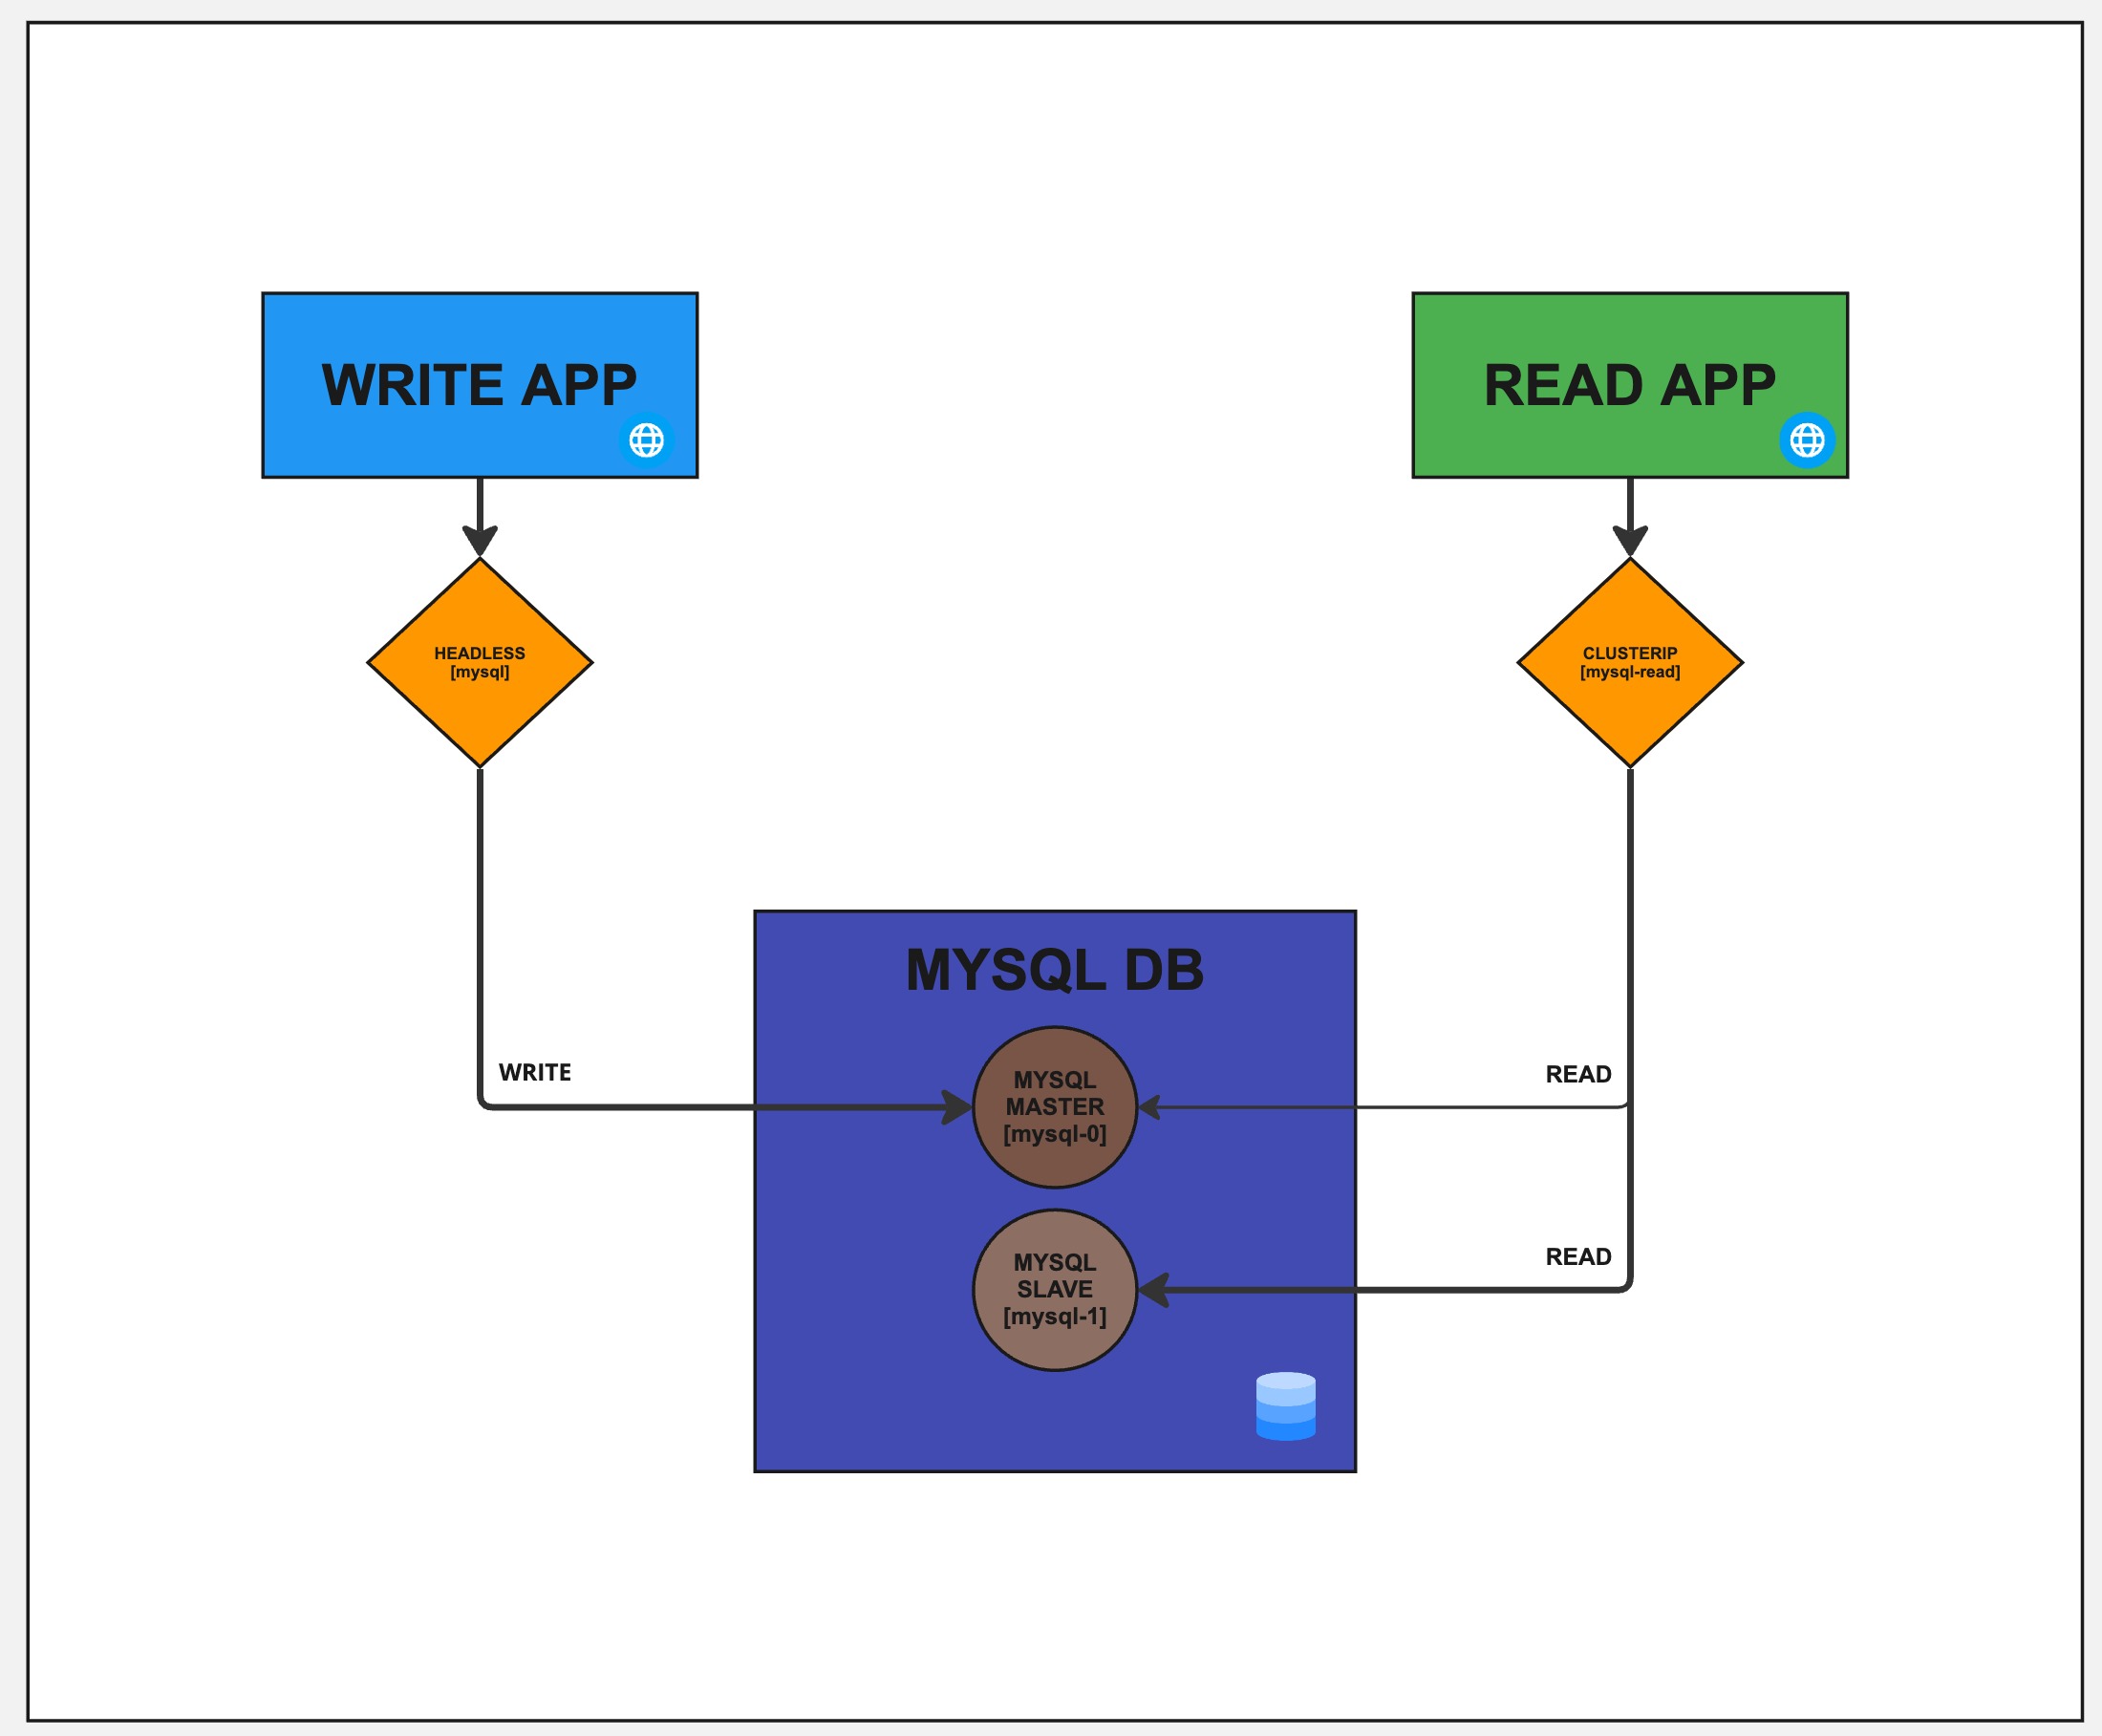 WRITE APP
READ APP
HEADLESS
[mysql]
CLUSTERIP
[mysql-read]
MYSQL DB
WRITE
MYSQL
MASTER
[mysql-0]
READ
MYSQL
SLAVE
[mysql-1]
READ